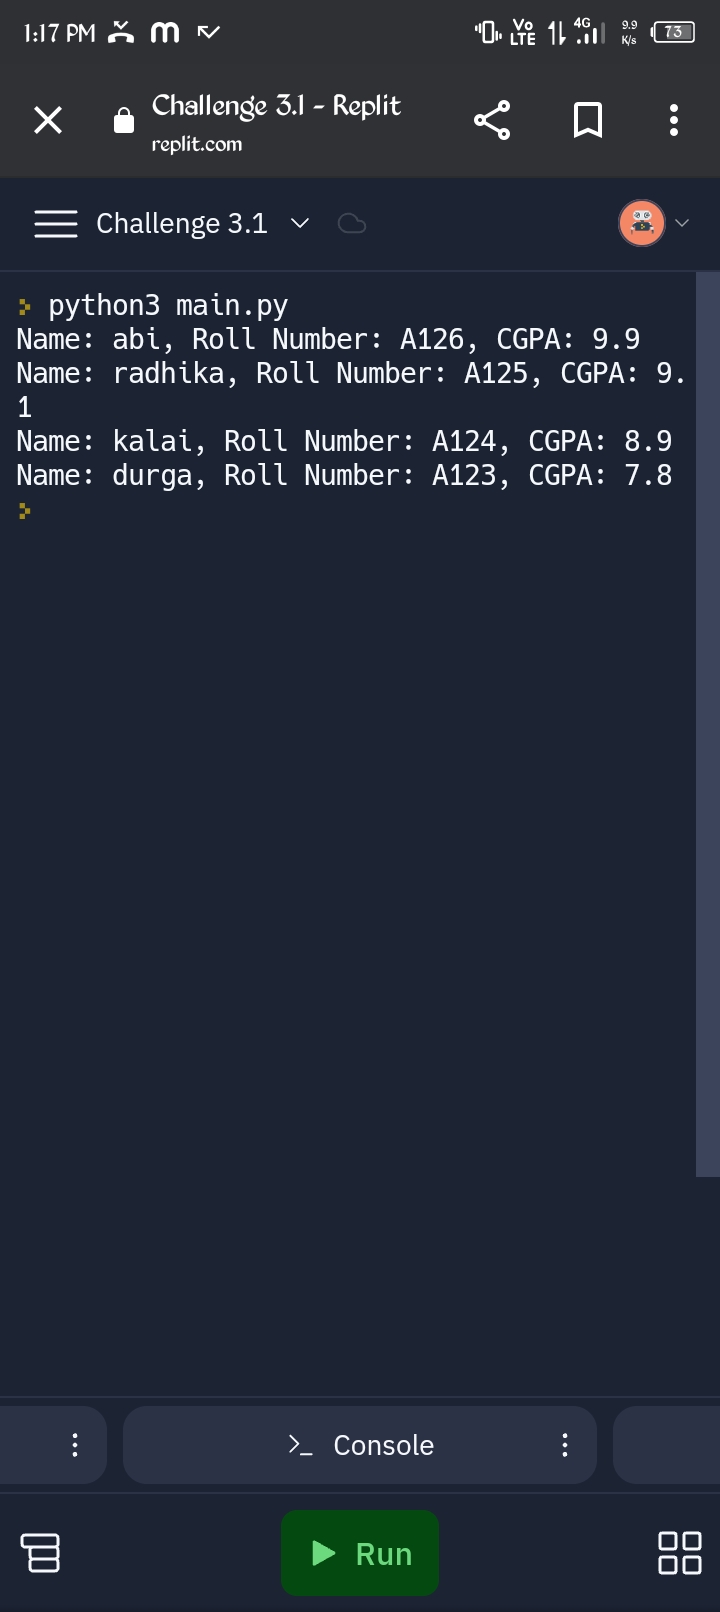 1:17 PM
Vo LTE 4G 9.9 K/s 73
Challenge 3.1 - Replit
replit.com
Challenge 3.1
python3 main.py
Name: abi, Roll Number: A126, CGPA: 9.9
Name: radhika, Roll Number: A125, CGPA: 9.
1
Name: kalai, Roll Number: A124, CGPA: 8.9
Name: durga, Roll Number: A123, CGPA: 7.8
Console
Run